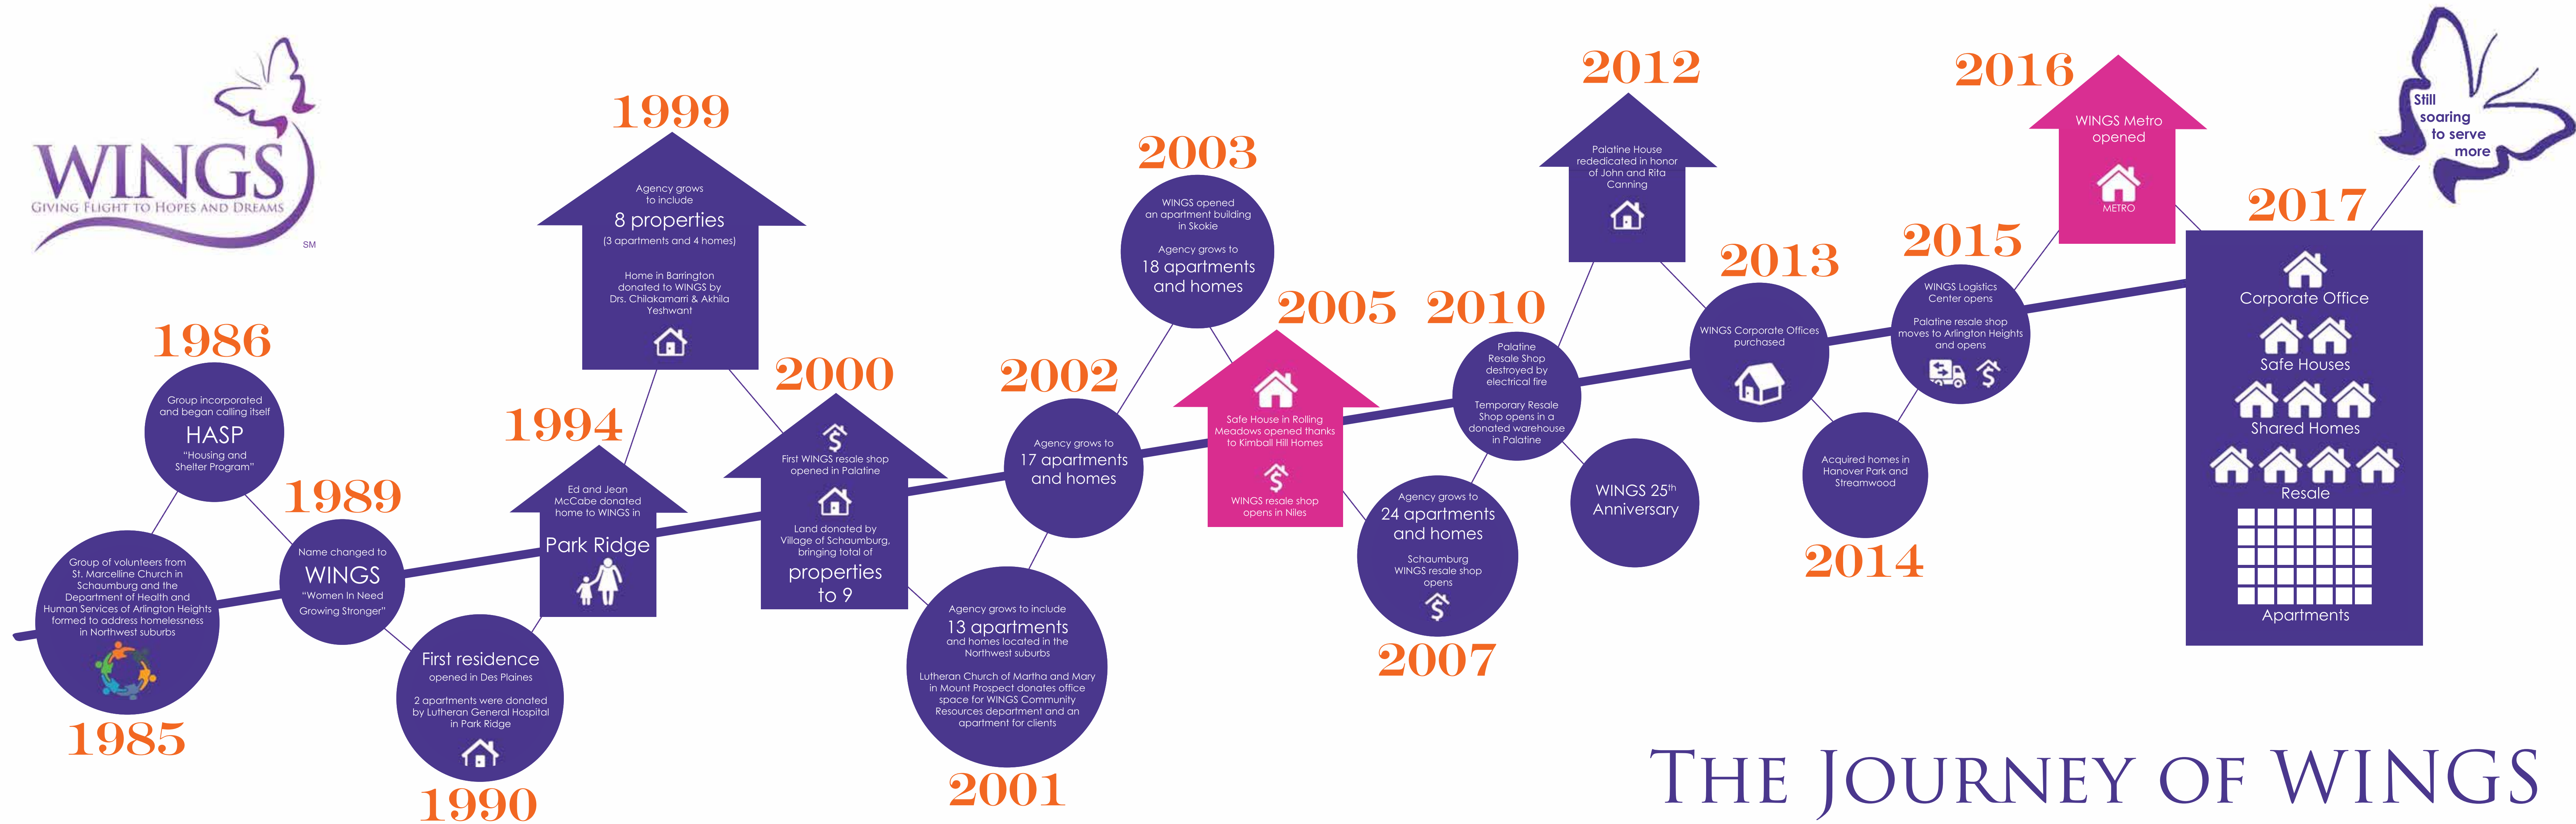 WINGS
GIVING FLIGHT TO HOPES AND DREAMS
SM
1985
Group of volunteers from
St. Marcelline Church in
Schaumburg and the
Department of Health and
Human Services of Arlington Heights
formed to address homelessness
in Northwest suburbs
1986
Group incorporated
and began calling itself
HASP
“Housing and
Shelter Program”
1989
Name changed to
WINGS
“Women In Need
Growing Stronger”
1990
First residence
opened in Des Plaines
2 apartments were donated
by Lutheran General Hospital
in Park Ridge
1994
Ed and Jean
McCabe donated
home to WINGS in
Park Ridge
1999
Agency grows
to include
8 properties
(3 apartments and 4 homes)
Home in Barrington
donated to WINGS by
Drs. Chilakamarri & Akhila
Yeshwant
2000
First WINGS resale shop
opened in Palatine
Land donated by
Village of Schaumburg,
bringing total of
properties
to 9
2001
Agency grows to include
13 apartments
and homes located in the
Northwest suburbs
Lutheran Church of Martha and Mary
in Mount Prospect donates office
space for WINGS Community
Resources department and an
apartment for clients
2002
Agency grows to
17 apartments
and homes
2003
WINGS opened
an apartment building
in Skokie
Agency grows to
18 apartments
and homes
2005
Safe House in Rolling
Meadows opened thanks
to Kimball Hill Homes
WINGS resale shop
opens in Niles
2007
Agency grows to
24 apartments
and homes
Schaumburg
WINGS resale shop
opens
2010
Palatine
Resale Shop
destroyed by
electrical fire
Temporary Resale
Shop opens in a
donated warehouse
in Palatine
WINGS 25th
Anniversary
2012
Palatine House
rededicated in honor
of John and Rita
Canning
2013
WINGS Corporate Offices
purchased
2014
Acquired homes in
Hanover Park and
Streamwood
2015
WINGS Logistics
Center opens
Palatine resale shop
moves to Arlington Heights
and opens
2016
WINGS Metro
opened
METRO
2017
Corporate Office
Safe Houses
Shared Homes
Resale
Apartments
Still
soaring
to serve
more
THE JOURNEY OF WINGS